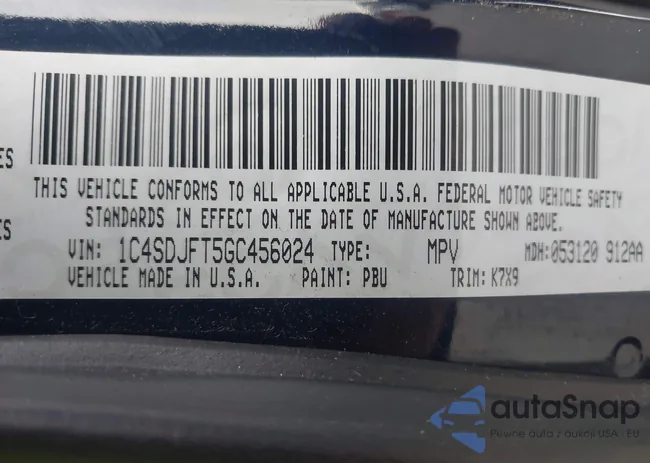 ES
THIS VEHICLE CONFORMS TO ALL APPLICABLE U.S.A. FEDERAL MOTOR VEHICLE SAFETY
S
STANDARDS IN EFFECT ON THE DATE OF MANUFACTURE SHOWN ABOVE.
VIN: 1C4SDJFT5GC456024 TYPE: MPV MDH: 053120 912AA
ES VEHICLE MADE IN U.S.A. PAINT: PBU TRIM: K7X9
autaSnap
Pewne auta z aukcji USA - EU